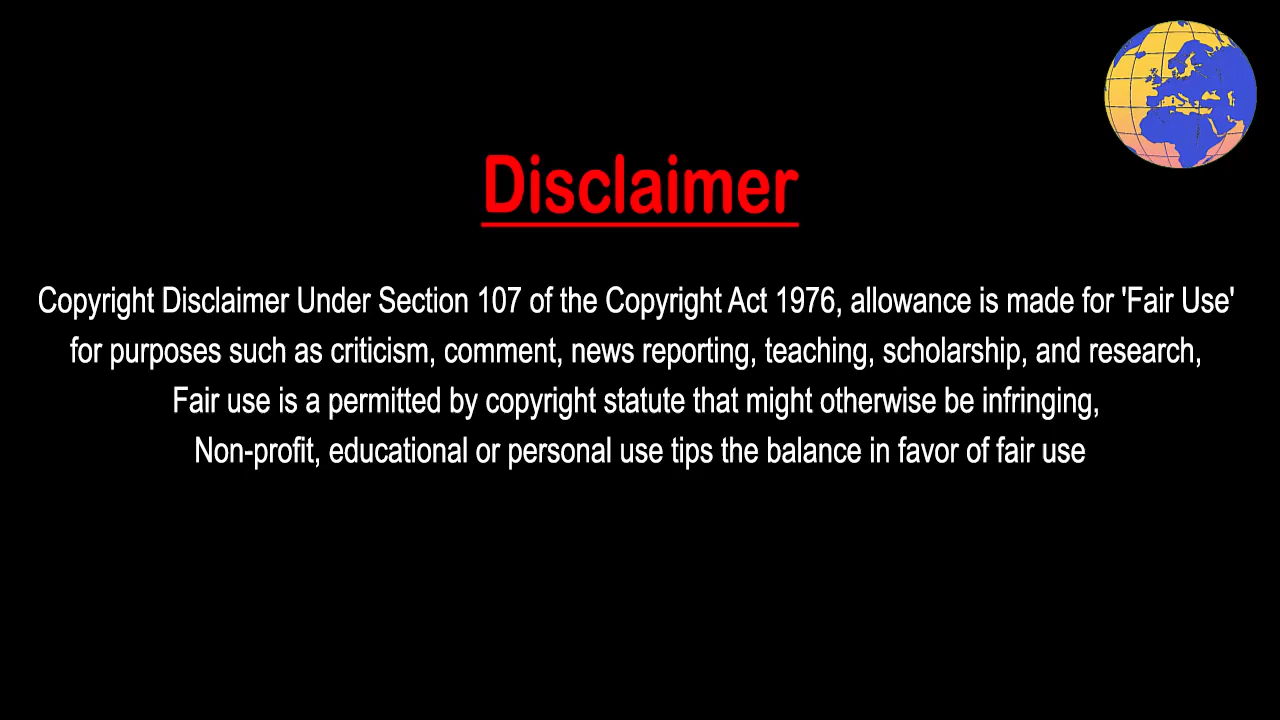 Disclaimer
Copyright Disclaimer Under Section 107 of the Copyright Act 1976, allowance is made for 'Fair Use'
for purposes such as criticism, comment, news reporting, teaching, scholarship, and research,
Fair use is a permitted by copyright statute that might otherwise be infringing,
Non-profit, educational or personal use tips the balance in favor of fair use